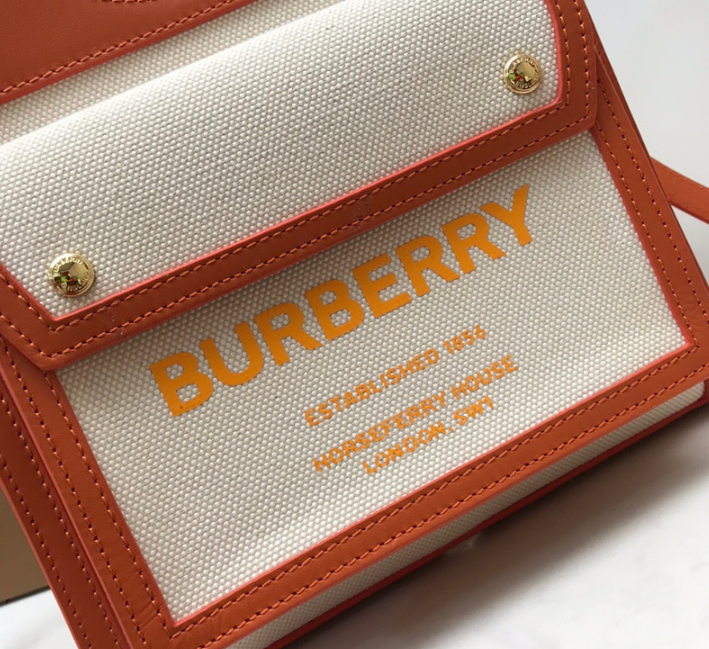 BURBERRY
ESTABLISHED 1856
HORSEFERRY HOUSE
LONDON, SW1